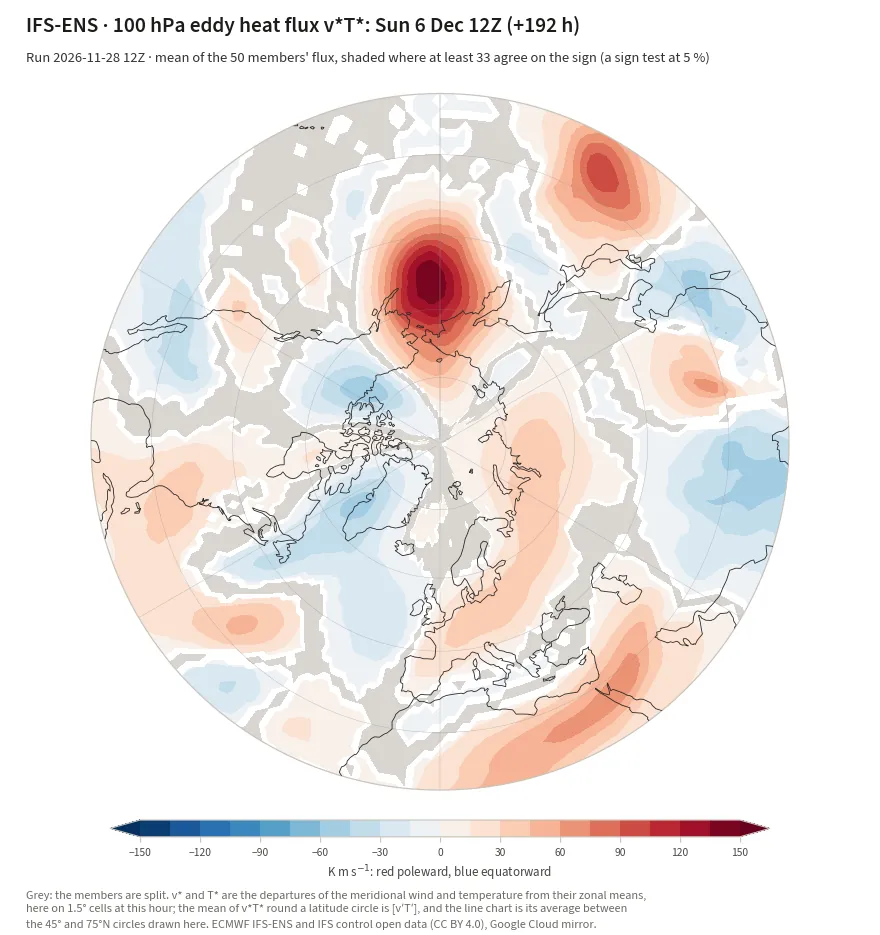 IFS-ENS · 100 hPa eddy heat flux v*T*: Sun 6 Dec 12Z (+192 h)
Run 2026-11-28 12Z · mean of the 50 members' flux, shaded where at least 33 agree on the sign (a sign test at 5 %)
−150 −120 −90 −60 −30 0 30 60 90 120 150
K m s⁻¹: red poleward, blue equatorward
Grey: the members are split. v* and T* are the departures of the meridional wind and temperature from their zonal means,
here on 1.5° cells at this hour; the mean of v*T* round a latitude circle is [v'T'], and the line chart is its average between
the 45° and 75°N circles drawn here. ECMWF IFS-ENS and IFS control open data (CC BY 4.0), Google Cloud mirror.